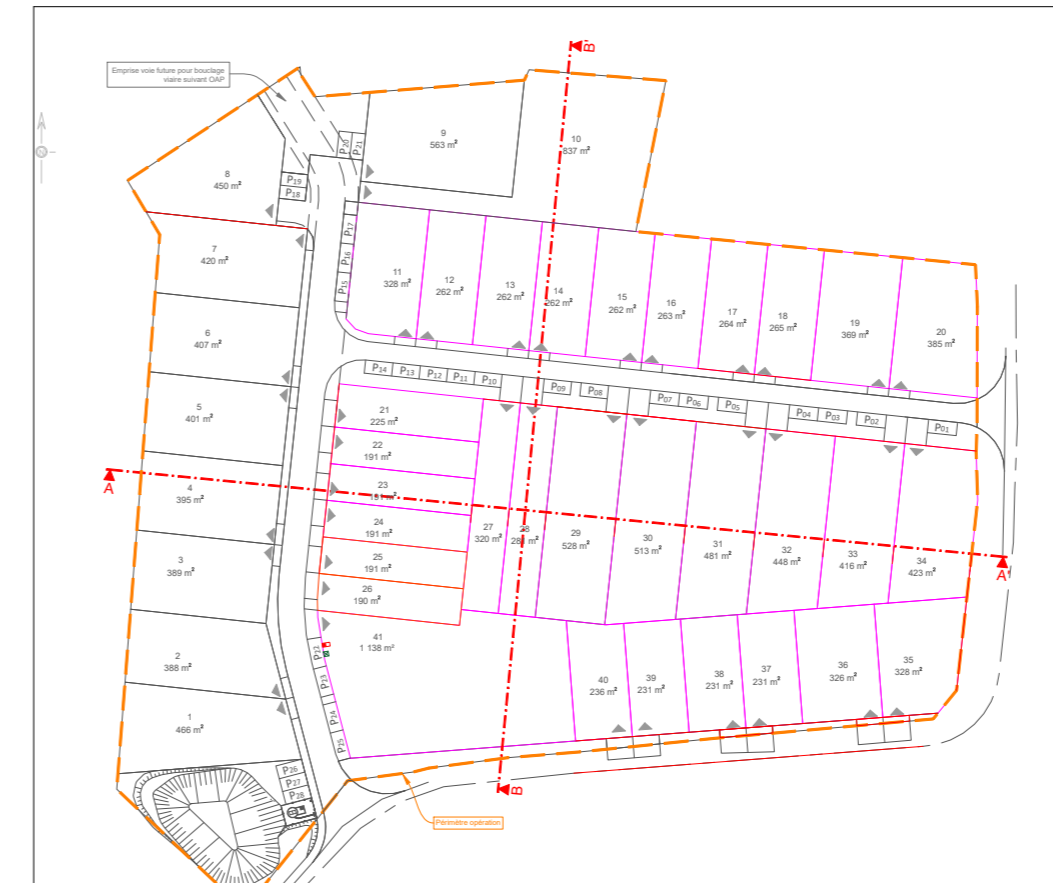 B'
Emprise voie future pour bouclage
viaire suivant OAP
N
9
563 m²
10
837 m²
P20
P21
8
450 m²
P19
P18
7
420 m²
P17
P16
P15
11
328 m²
12
262 m²
13
262 m²
14
262 m²
15
262 m²
16
263 m²
17
264 m²
18
265 m²
19
369 m²
20
385 m²
6
407 m²
P14
P13
P12
P11
P10
P09
P08
P07
P06
P05
P04
P03
P02
P01
5
401 m²
21
225 m²
22
191 m²
23
191 m²
24
191 m²
25
191 m²
26
190 m²
A
4
395 m²
3
389 m²
27
320 m²
28
29
528 m²
30
513 m²
31
481 m²
32
448 m²
33
416 m²
34
423 m²
A'
41
1 138 m²
2
388 m²
1
466 m²
P22
P23
P24
P25
40
236 m²
39
231 m²
38
231 m²
37
231 m²
36
326 m²
35
328 m²
P26
P27
P28
B
Périmètre opération